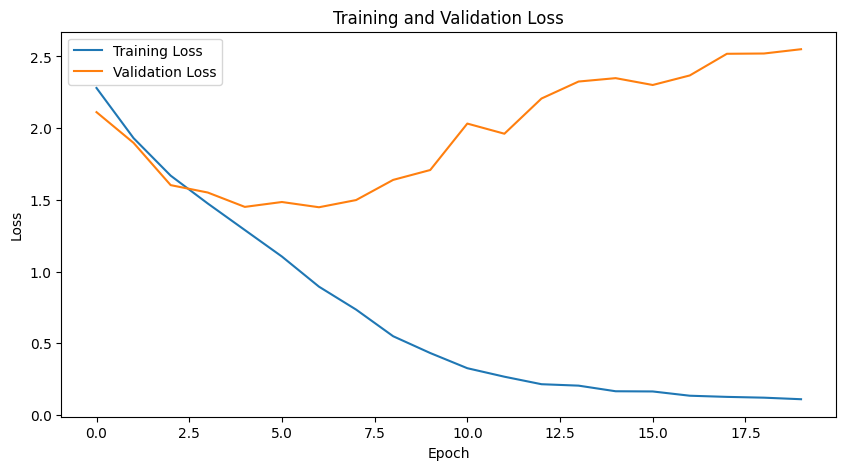 Training and Validation Loss
Training Loss
Validation Loss
Loss
2.5
2.0
1.5
1.0
0.5
0.0
0.0 2.5 5.0 7.5 10.0 12.5 15.0 17.5
Epoch